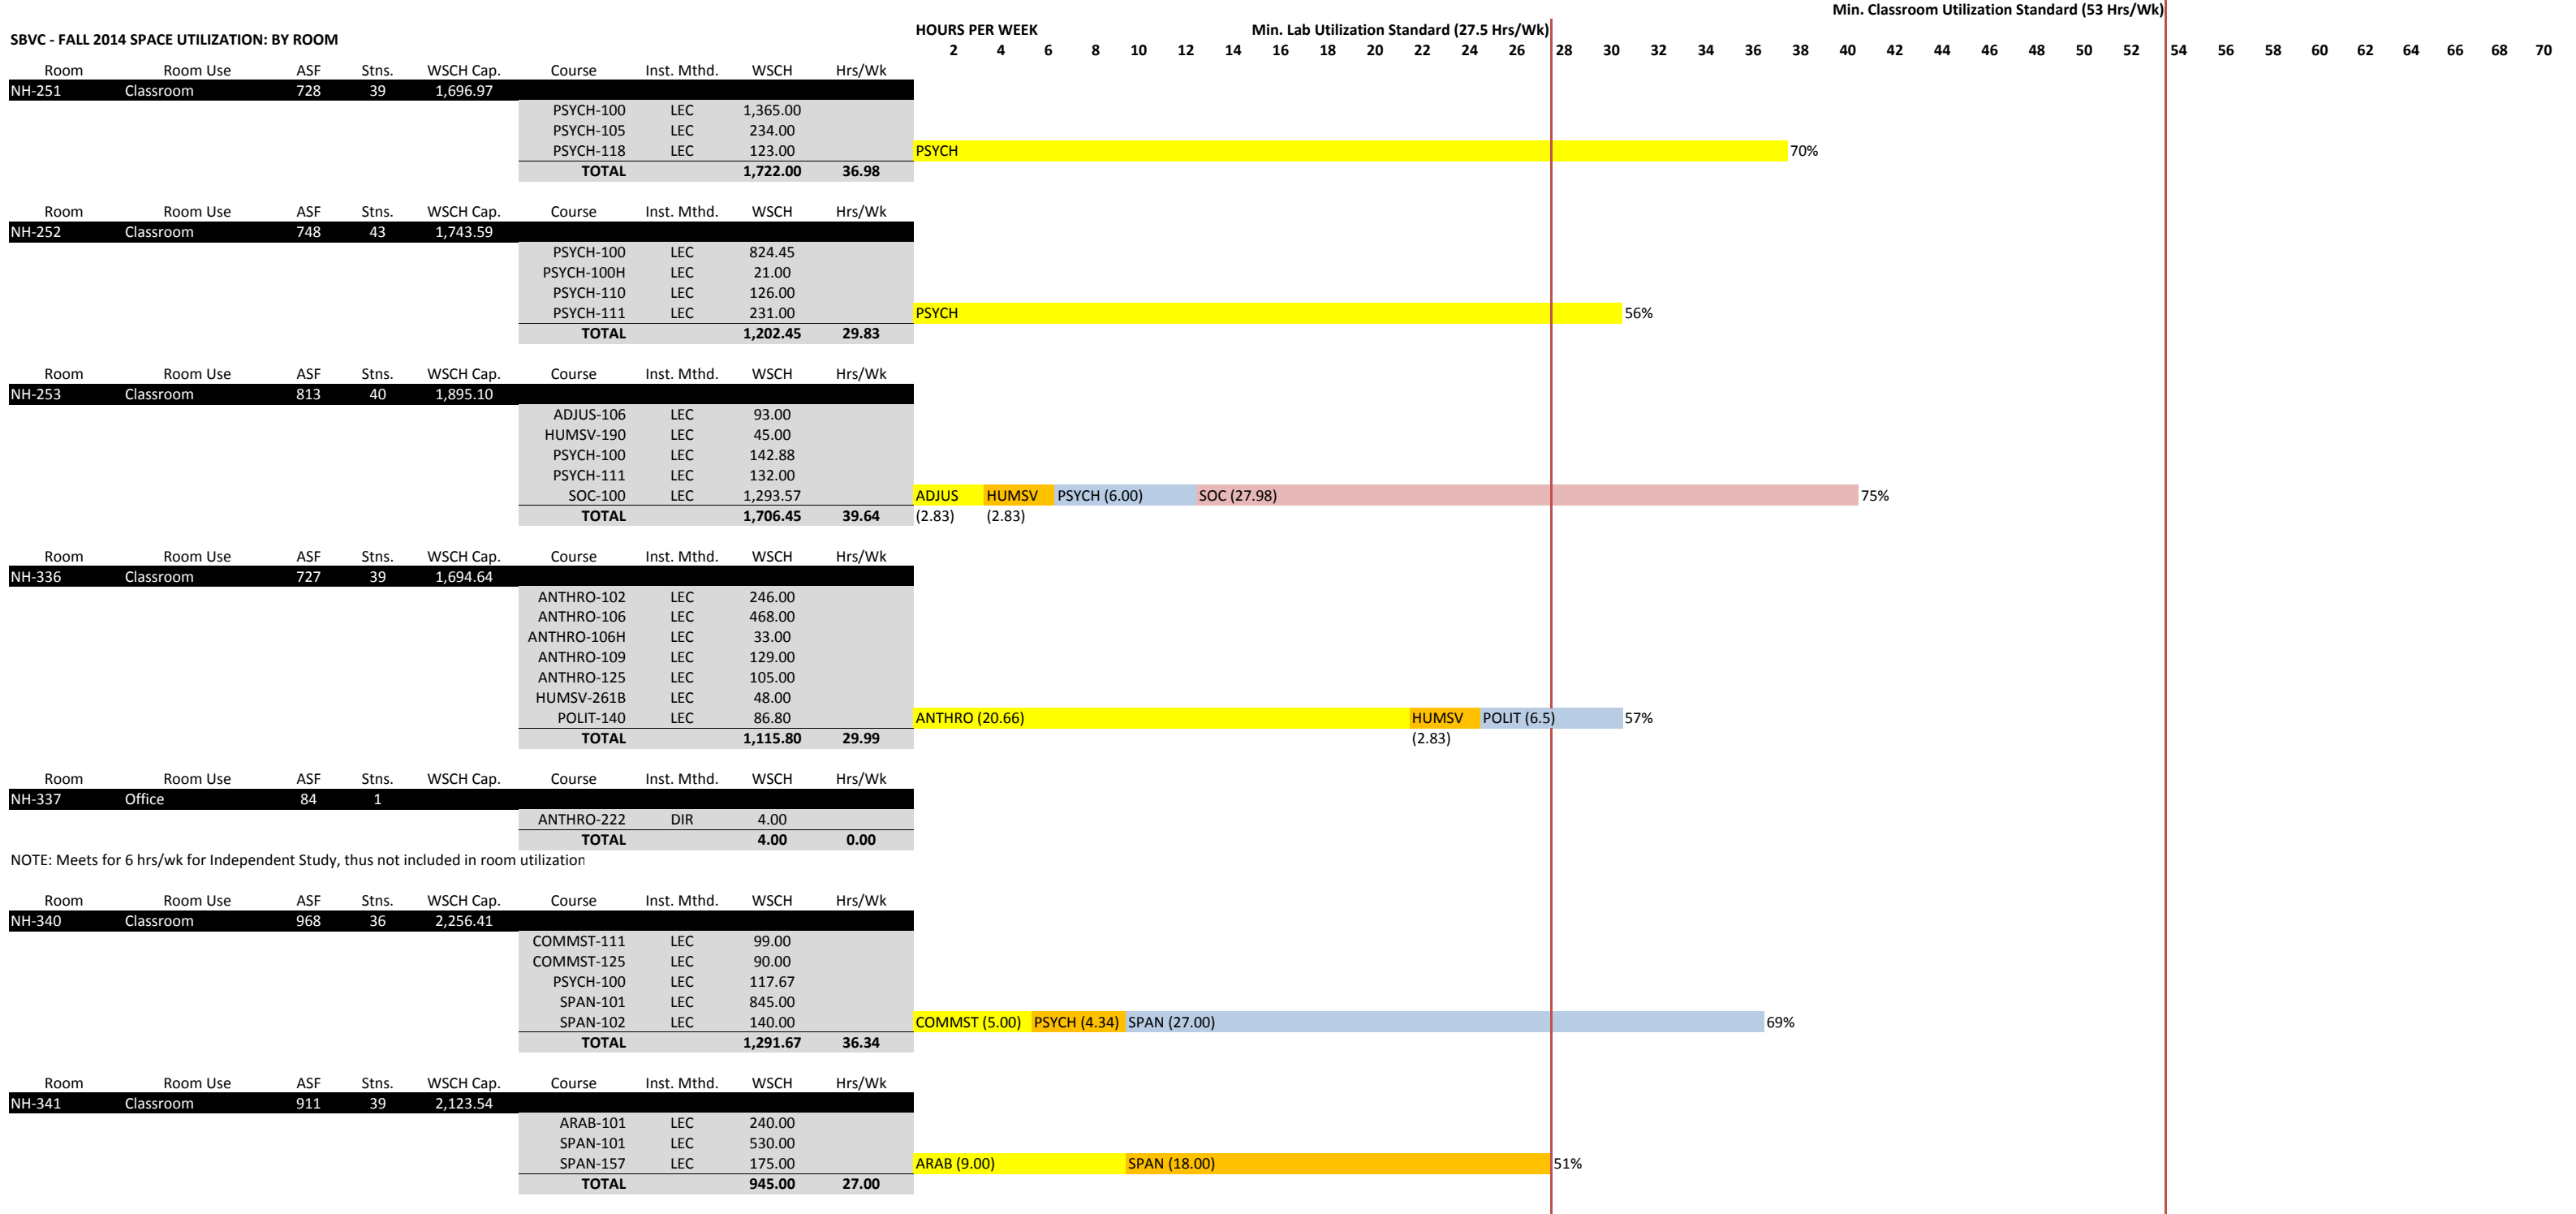 Min. Classroom Utilization Standard (53 Hrs/Wk)
HOURS PER WEEK Min. Lab Utilization Standard (27.5 Hrs/Wk)
SBVC - FALL 2014 SPACE UTILIZATION: BY ROOM
2 4 6 8 10 12 14 16 18 20 22 24 26 28 30 32 34 36 38 40 42 44 46 48 50 52 54 56 58 60 62 64 66 68 70
Room Room Use ASF Stns. WSCH Cap. Course Inst. Mthd. WSCH Hrs/Wk
NH-251 Classroom 728 39 1,696.97
PSYCH-100 LEC 1,365.00
PSYCH-105 LEC 234.00
PSYCH-118 LEC 123.00 PSYCH 70%
TOTAL 1,722.00 36.98
Room Room Use ASF Stns. WSCH Cap. Course Inst. Mthd. WSCH Hrs/Wk
NH-252 Classroom 748 43 1,743.59
PSYCH-100 LEC 824.45
PSYCH-100H LEC 21.00
PSYCH-110 LEC 126.00
PSYCH-111 LEC 231.00 PSYCH 56%
TOTAL 1,202.45 29.83
Room Room Use ASF Stns. WSCH Cap. Course Inst. Mthd. WSCH Hrs/Wk
NH-253 Classroom 813 40 1,895.10
ADJUS-106 LEC 93.00
HUMSV-190 LEC 45.00
PSYCH-100 LEC 142.88
PSYCH-111 LEC 132.00
SOC-100 LEC 1,293.57 ADJUS HUMSV PSYCH (6.00) SOC (27.98) 75%
TOTAL 1,706.45 39.64 (2.83) (2.83)
Room Room Use ASF Stns. WSCH Cap. Course Inst. Mthd. WSCH Hrs/Wk
NH-336 Classroom 727 39 1,694.64
ANTHRO-102 LEC 246.00
ANTHRO-106 LEC 468.00
ANTHRO-106H LEC 33.00
ANTHRO-109 LEC 129.00
ANTHRO-125 LEC 105.00
HUMSV-261B LEC 48.00
POLIT-140 LEC 86.80 ANTHRO (20.66) HUMSV POLIT (6.5) 57%
TOTAL 1,115.80 29.99 (2.83)
Room Room Use ASF Stns. WSCH Cap. Course Inst. Mthd. WSCH Hrs/Wk
NH-337 Office 84 1
ANTHRO-222 DIR 4.00
TOTAL 4.00 0.00
NOTE: Meets for 6 hrs/wk for Independent Study, thus not included in room utilization
Room Room Use ASF Stns. WSCH Cap. Course Inst. Mthd. WSCH Hrs/Wk
NH-340 Classroom 968 36 2,256.41
COMMST-111 LEC 99.00
COMMST-125 LEC 90.00
PSYCH-100 LEC 117.67
SPAN-101 LEC 845.00
SPAN-102 LEC 140.00 COMMST (5.00) PSYCH (4.34) SPAN (27.00) 69%
TOTAL 1,291.67 36.34
Room Room Use ASF Stns. WSCH Cap. Course Inst. Mthd. WSCH Hrs/Wk
NH-341 Classroom 911 39 2,123.54
ARAB-101 LEC 240.00
SPAN-101 LEC 530.00
SPAN-157 LEC 175.00 ARAB (9.00) SPAN (18.00) 51%
TOTAL 945.00 27.00